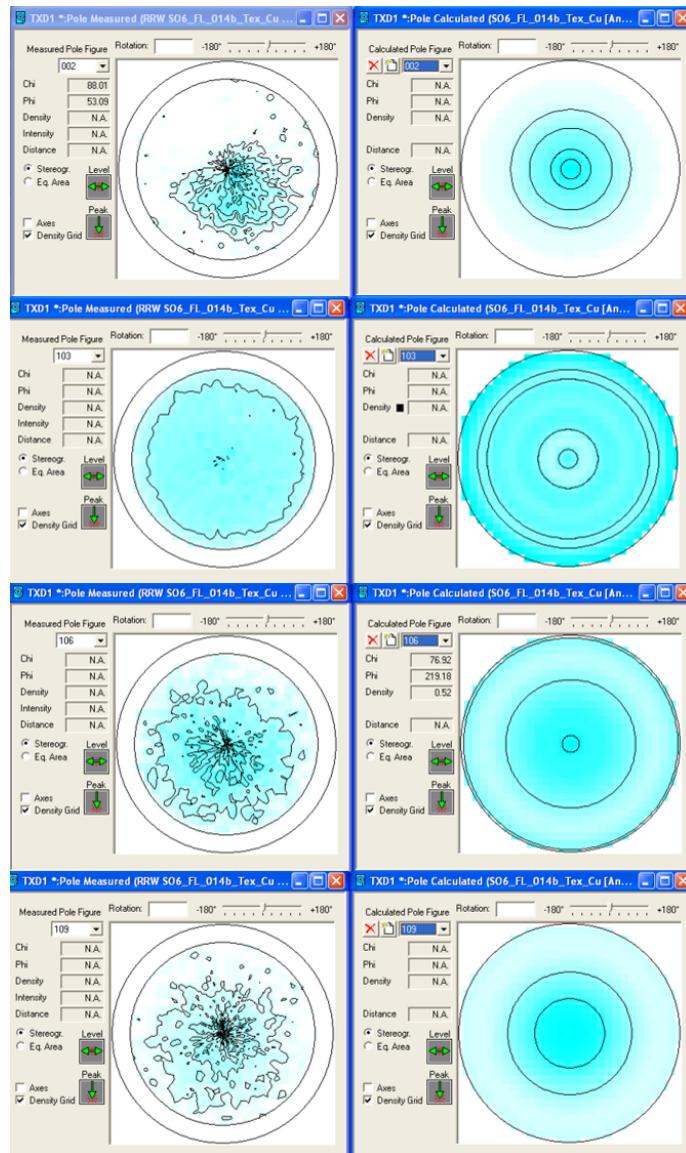 TXD1 *:Pole Measured (RRW SO6_FL_014b_Tex_Cu ...
Measured Pole Figure Rotation: -180° +180°
002
Chi 88.01
Phi 53.09
Density N.A.
Intensity N.A.
Distance N.A.
Stereogr. Level
Eq. Area
Peak
Axes
Density Grid
TXD1 *:Pole Calculated (SO6_FL_014b_Tex_Cu [An...
Calculated Pole Figure Rotation: -180° +180°
002
Chi N.A.
Phi N.A.
Density N.A.
Distance N.A.
Stereogr. Level
Eq. Area
Peak
Axes
Density Grid
TXD1 *:Pole Measured (RRW SO6_FL_014b_Tex_Cu ...
Measured Pole Figure Rotation: -180° +180°
103
Chi N.A.
Phi N.A.
Density N.A.
Intensity N.A.
Distance N.A.
Stereogr. Level
Eq. Area
Peak
Axes
Density Grid
TXD1 *:Pole Calculated (SO6_FL_014b_Tex_Cu [An...
Calculated Pole Figure Rotation: -180° +180°
103
Chi N.A.
Phi N.A.
Density N.A.
Distance N.A.
Stereogr. Level
Eq. Area
Peak
Axes
Density Grid
TXD1 *:Pole Measured (RRW SO6_FL_014b_Tex_Cu ...
Measured Pole Figure Rotation: -180° +180°
106
Chi N.A.
Phi N.A.
Density N.A.
Intensity N.A.
Distance N.A.
Stereogr. Level
Eq. Area
Peak
Axes
Density Grid
TXD1 *:Pole Calculated (SO6_FL_014b_Tex_Cu [An...
Calculated Pole Figure Rotation: -180° +180°
106
Chi 76.92
Phi 219.18
Density 0.52
Distance N.A.
Stereogr. Level
Eq. Area
Peak
Axes
Density Grid
TXD1 *:Pole Measured (RRW SO6_FL_014b_Tex_Cu ...
Measured Pole Figure Rotation: -180° +180°
109
Chi N.A.
Phi N.A.
Density N.A.
Intensity N.A.
Distance N.A.
Stereogr. Level
Eq. Area
Peak
Axes
Density Grid
TXD1 *:Pole Calculated (SO6_FL_014b_Tex_Cu [An...
Calculated Pole Figure Rotation: -180° +180°
109
Chi N.A.
Phi N.A.
Density N.A.
Distance N.A.
Stereogr. Level
Eq. Area
Peak
Axes
Density Grid